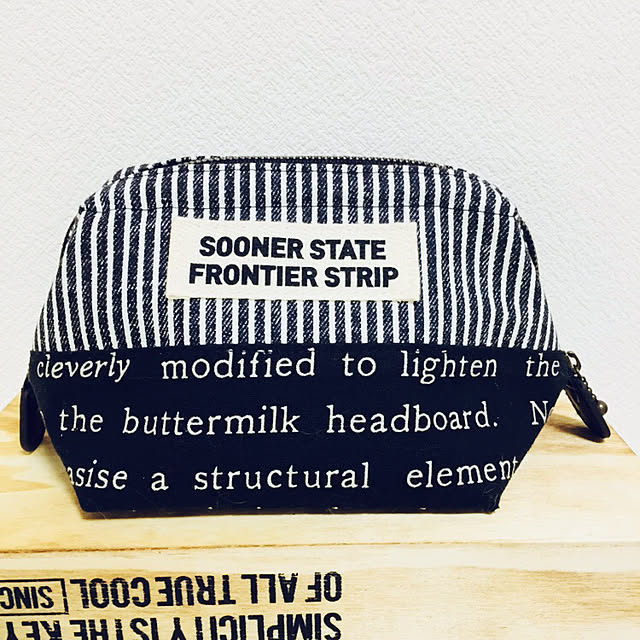 SOONER STATE
FRONTIER STRIP
cleverly modified to lighten the
the buttermilk headboard.
a structural element
SIMPLICITY IS THE KEY
OF ALL TRUE COOL